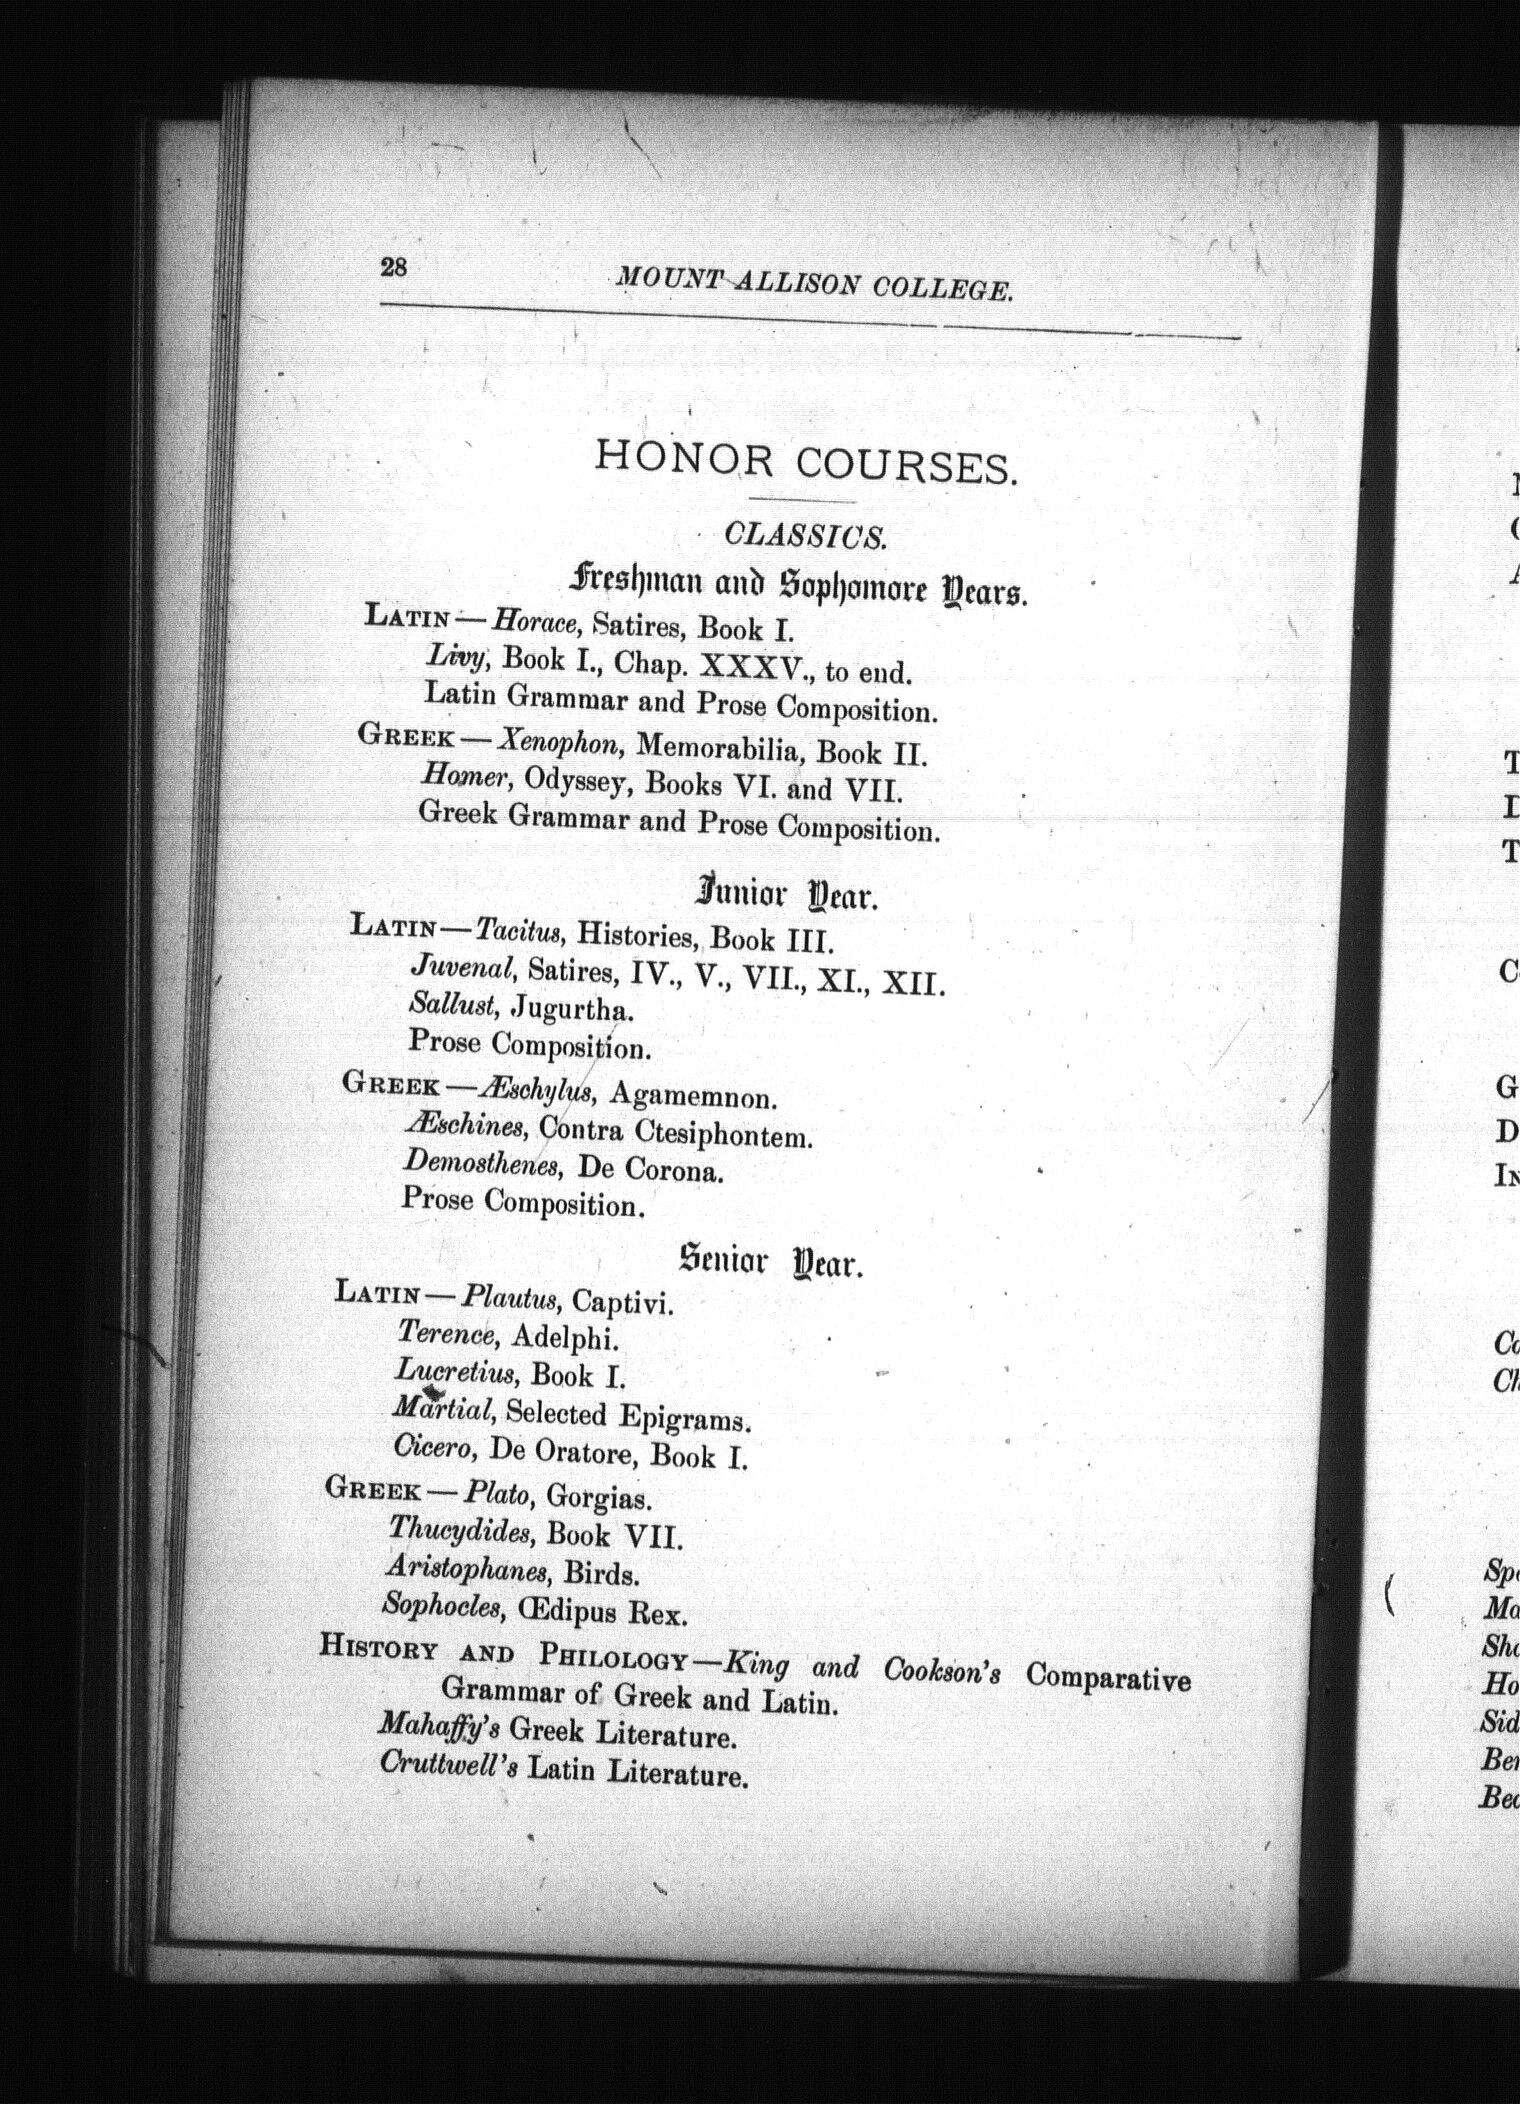 28
MOUNT ALLISON COLLEGE.
HONOR COURSES.
CLASSICS.
Freshman and Sophomore Years.
LATIN — Horace, Satires, Book I.
Livy, Book I., Chap. XXXV., to end.
Latin Grammar and Prose Composition.
GREEK — Xenophon, Memorabilia, Book II.
Homer, Odyssey, Books VI. and VII.
Greek Grammar and Prose Composition.
Junior Year.
LATIN — Tacitus, Histories, Book III.
Juvenal, Satires, IV., V., VII., XI., XII.
Sallust, Jugurtha.
Prose Composition.
GREEK — Æschylus, Agamemnon.
Æschines, Contra Ctesiphontem.
Demosthenes, De Corona.
Prose Composition.
Senior Year.
LATIN — Plautus, Captivi.
Terence, Adelphi.
Lucretius, Book I.
Martial, Selected Epigrams.
Cicero, De Oratore, Book I.
GREEK — Plato, Gorgias.
Thucydides, Book VII.
Aristophanes, Birds.
Sophocles, Œdipus Rex.
HISTORY AND PHILOLOGY — King and Cookson's Comparative
Grammar of Greek and Latin.
Mahaffy's Greek Literature.
Cruttwell's Latin Literature.